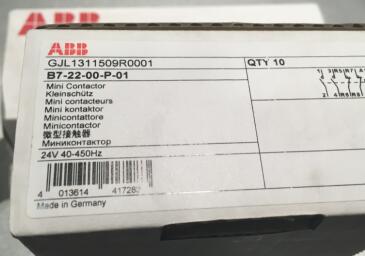 ABB
ABB
GJL1311509R0001
QTY 10
B7-22-00-P-01
Mini Contactor
Kleinschütz
Mini contacteurs
Mini kontaktor
Minicontattore
Minicontactor
微型接触器
Миниконтактор
24V 40-450Hz
4 013614
Made in Germany